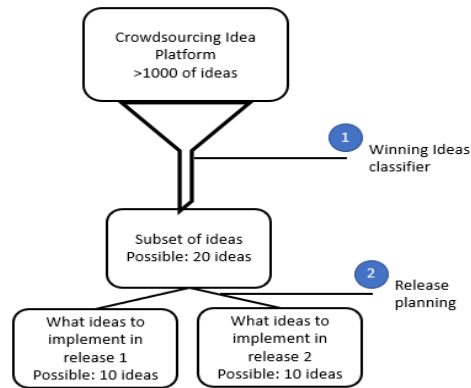 Crowdsourcing Idea
Platform
>1000 of ideas
1
Winning Ideas
classifier
Subset of ideas
Possible: 20 ideas
2
Release
planning
What ideas to
implement in
release 1
Possible: 10 ideas
What ideas to
implement in
release 2
Possible: 10 ideas